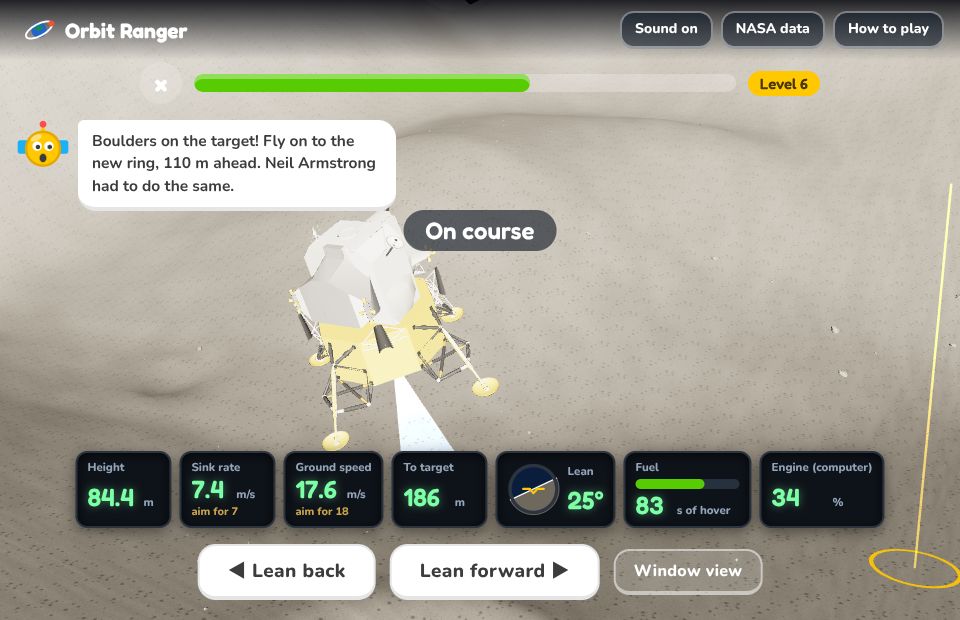 Orbit Ranger
Sound on
NASA data
How to play
Level 6
Boulders on the target! Fly on to the
new ring, 110 m ahead. Neil Armstrong
had to do the same.
On course
Height
84.4 m
Sink rate
7.4 m/s
aim for 7
Ground speed
17.6 m/s
aim for 18
To target
186 m
Lean
25°
Fuel
83 s of hover
Engine (computer)
34 %
Lean back
Lean forward
Window view